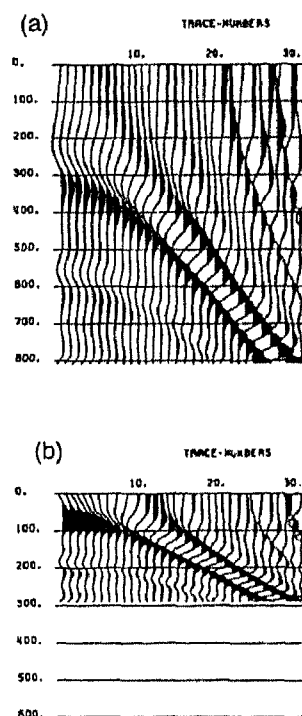 (a)
TRACE-NUMBERS
10. 20. 30.
0.
100.
200.
300.
400.
500.
600.
700.
800.
(b)
TRACE-NUMBERS
10. 20. 30.
0.
100.
200.
300.
400.
500.
600.